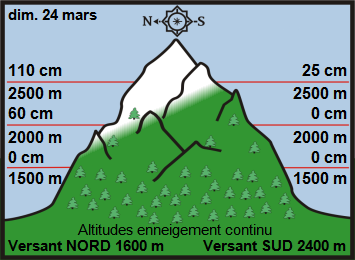 dim. 24 mars
N S
110 cm 25 cm
2500 m 2500 m
60 cm 0 cm
2000 m 2000 m
0 cm 0 cm
1500 m 1500 m
Altitudes enneigement continu
Versant NORD 1600 m Versant SUD 2400 m